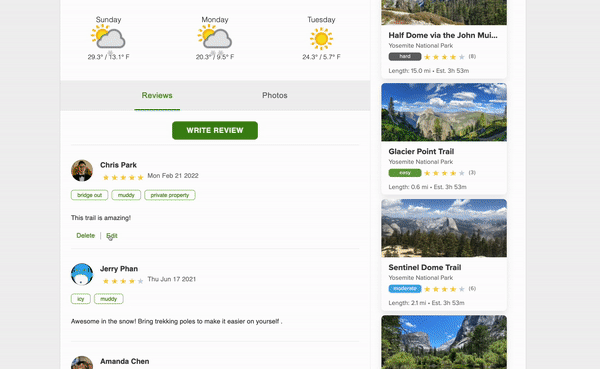 Sunday
Monday
Tuesday
29.3° / 13.1° F
20.3° / 9.5° F
24.3° / 5.7° F
Reviews
Photos
WRITE REVIEW
Chris Park
Mon Feb 21 2022
bridge out
muddy
private property
This trail is amazing!
Delete | Edit
Jerry Phan
Thu Jun 17 2021
icy
muddy
Awesome in the snow! Bring trekking poles to make it easier on yourself .
Amanda Chen
Half Dome via the John Mui...
Yosemite National Park
hard
(8)
Length: 15.0 mi • Est. 3h 53m
Glacier Point Trail
Yosemite National Park
easy
(3)
Length: 0.6 mi • Est. 3h 53m
Sentinel Dome Trail
Yosemite National Park
moderate
(6)
Length: 2.1 mi • Est. 3h 53m